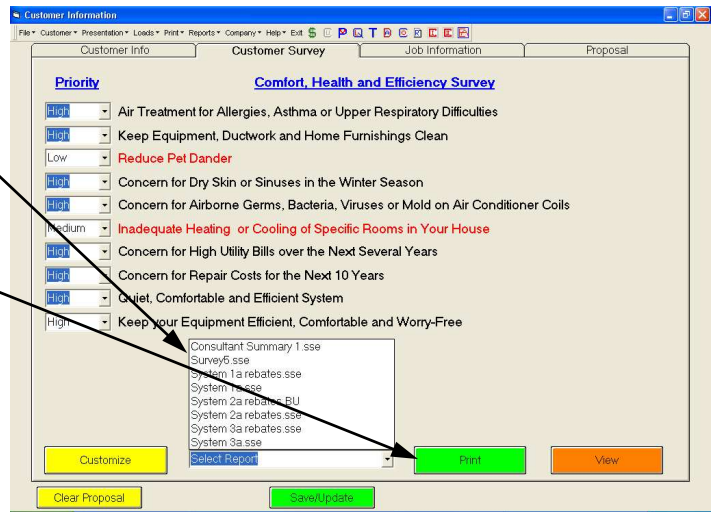 Customer Information
File Customer Presentation Loads Print Reports Company Help Exit $ C P Q T
Customer Info Customer Survey Job Information Proposal
Priority Comfort, Health and Efficiency Survey
High Air Treatment for Allergies, Asthma or Upper Respiratory Difficulties
High Keep Equipment, Ductwork and Home Furnishings Clean
Low Reduce Pet Dander
High Concern for Dry Skin or Sinuses in the Winter Season
High Concern for Airborne Germs, Bacteria, Viruses or Mold on Air Conditioner Coils
Medium Inadequate Heating or Cooling of Specific Rooms in Your House
High Concern for High Utility Bills over the Next Several Years
High Concern for Repair Costs for the Next 10 Years
High Quiet, Comfortable and Efficient System
High Keep your Equipment Efficient, Comfortable and Worry-Free
Consultant Summary 1.sse
Survey5.sse
System 1a rebates.sse
System 1a.sse
System 2a rebates.BU
System 2a rebates.sse
System 3a rebates.sse
System 3a.sse
Customize Select Report Print View
Clear Proposal Save/Update